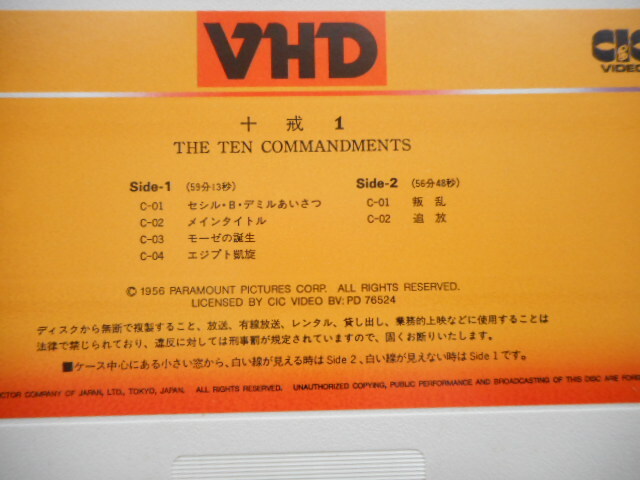 VHD
CIC
VIDEO
十 戒 1
THE TEN COMMANDMENTS
Side-1 (59分13秒)
C-01 セシル・B・デミルあいさつ
C-02 メインタイトル
C-03 モーゼの誕生
C-04 エジプト凱旋
Side-2 (56分48秒)
C-01 叛 乱
C-02 追 放
© 1956 PARAMOUNT PICTURES CORP. ALL RIGHTS RESERVED.
LICENSED BY CIC VIDEO BV: PD 76524
ディスクから無断で複製すること、放送、有線放送、レンタル、貸し出し、業務的上映などに使用することは
法律で禁じられており、違反に対しては刑事罰が規定されていますので、固くお断りいたします。
■ケース中心にある小さい窓から、白い線が見える時はSide 2、白い線が見えない時はSide 1です。
CTOR COMPANY OF JAPAN, LTD., TOKYO, JAPAN. ALL RIGHTS RESERVED. UNAUTHORIZED COPYING, PUBLIC PERFORMANCE AND BROADCASTING OF THIS DISC ARE FORB